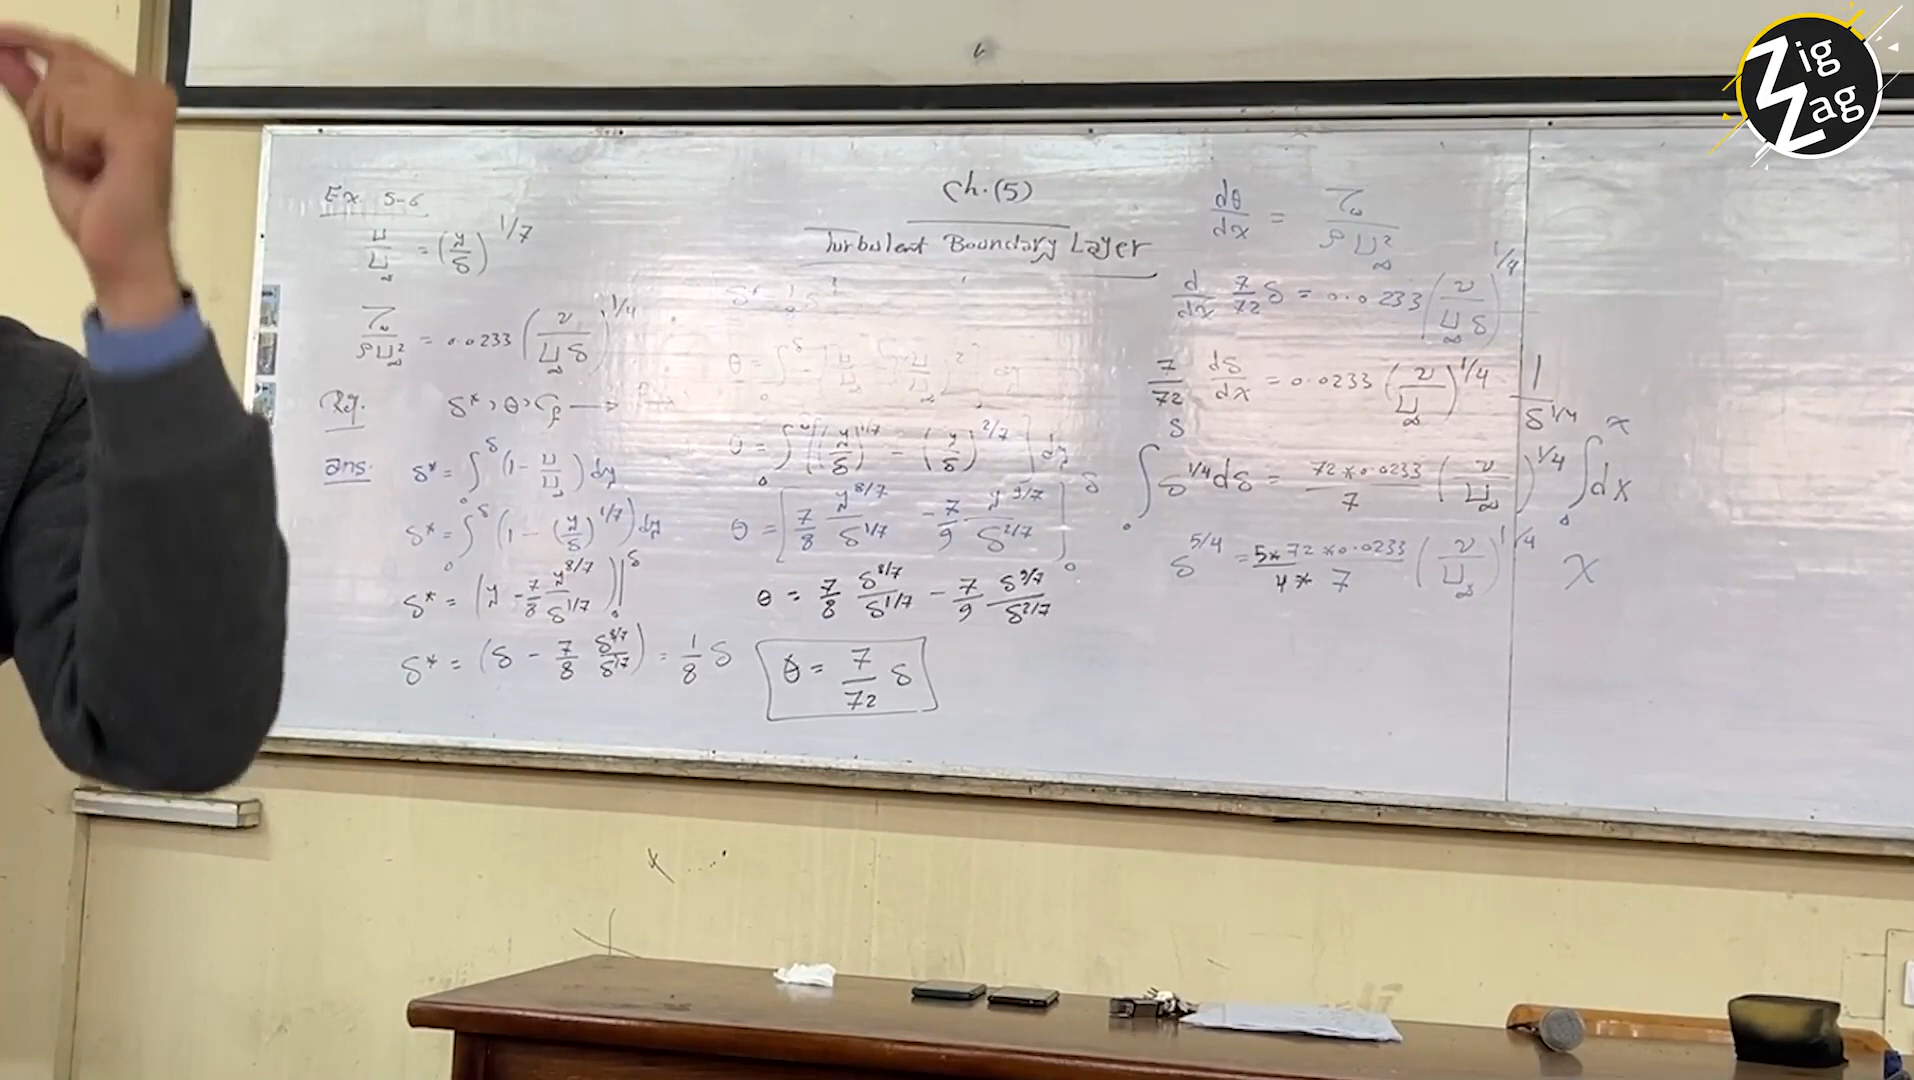 Zig Zag
Ch.(5)
Turbulent Boundary Layer
Ex. 5-6
u/U∞ = (y/δ)^1/7
τo/ρU∞² = 0.0233 (ν/U∞ δ)^1/4
Rq. δ*, θ, Cf →
ans. δ* = ∫₀^δ (1 - u/U) dy
δ* = ∫₀^δ (1 - (y/δ)^1/7) dy
δ* = (y - 7/8 y^8/7/δ^1/7)|₀^δ
δ* = (δ - 7/8 δ^8/7/δ^1/7) = 1/8 δ
θ = ∫₀ [(y/δ)^1/7 - (y/δ)^2/7] dy
θ = [7/8 y^8/7/δ^1/7 - 7/9 y^9/7/δ^2/7]₀^δ
θ = 7/8 δ^8/7/δ^1/7 - 7/9 δ^9/7/δ^2/7
θ = 7/72 δ
dθ/dx = τo/ρU∞²
d/dx 7/72 δ = 0.0233 (ν/U∞ δ)^1/4
7/72 dδ/dx = 0.0233 (ν/U∞)^1/4 1/δ^1/4
∫₀^δ δ^1/4 dδ = 72*0.0233/7 (ν/U∞)^1/4 ∫₀^x dx
δ^5/4 = 5*72*0.0233/4*7 (ν/U∞)^1/4 x